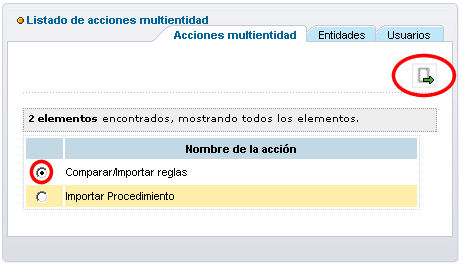 Listado de acciones multientidad
Acciones multientidad Entidades Usuarios
2 elementos encontrados, mostrando todos los elementos.
Nombre de la acción
Comparar/Importar reglas
Importar Procedimiento